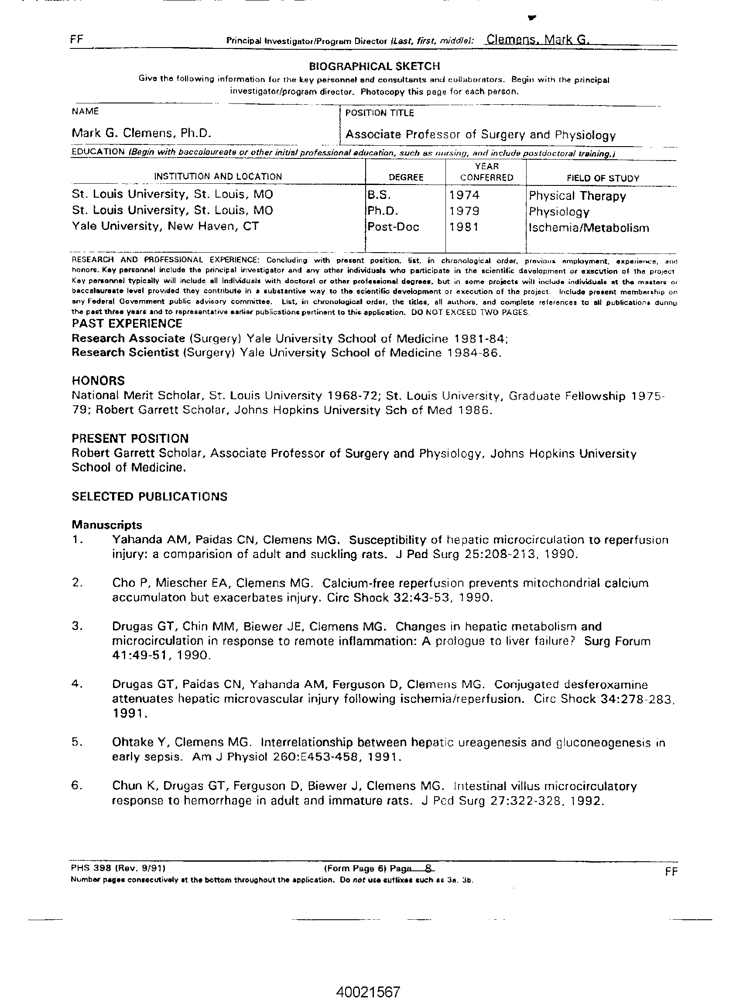 FF Principal Investigator/Program Director (Last, first, middle): Clemens, Mark G.
BIOGRAPHICAL SKETCH
Give the following information for the key personnel and consultants and collaborators. Begin with the principal
investigator/program director. Photocopy this page for each person.
NAME POSITION TITLE
Mark G. Clemens, Ph.D. Associate Professor of Surgery and Physiology
EDUCATION (Begin with baccalaureate or other initial professional education, such as nursing, and include postdoctoral training.)
INSTITUTION AND LOCATION DEGREE YEAR CONFERRED FIELD OF STUDY
St. Louis University, St. Louis, MO B.S. 1974 Physical Therapy
St. Louis University, St. Louis, MO Ph.D. 1979 Physiology
Yale University, New Haven, CT Post-Doc 1981 Ischemia/Metabolism
RESEARCH AND PROFESSIONAL EXPERIENCE: Concluding with present position, list, in chronological order, previous employment, experience, and
honors. Key personnel include the principal investigator and any other individuals who participate in the scientific development or execution of the project
Key personnel typically will include all individuals with doctoral or other professional degrees, but in some projects will include individuals at the masters or
baccalaureate level provided they contribute in a substantive way to the scientific development or execution of the project. Include present membership on
any Federal Government public advisory committee. List, in chronological order, the titles, all authors, and complete references to all publications during
the past three years and to representative earlier publications pertinent to this application. DO NOT EXCEED TWO PAGES.
PAST EXPERIENCE
Research Associate (Surgery) Yale University School of Medicine 1981-84;
Research Scientist (Surgery) Yale University School of Medicine 1984-86.
HONORS
National Merit Scholar, St. Louis University 1968-72; St. Louis University, Graduate Fellowship 1975-
79; Robert Garrett Scholar, Johns Hopkins University Sch of Med 1986.
PRESENT POSITION
Robert Garrett Scholar, Associate Professor of Surgery and Physiology, Johns Hopkins University
School of Medicine.
SELECTED PUBLICATIONS
Manuscripts
1. Yahanda AM, Paidas CN, Clemens MG. Susceptibility of hepatic microcirculation to reperfusion
injury: a comparision of adult and suckling rats. J Ped Surg 25:208-213, 1990.
2. Cho P, Miescher EA, Clemens MG. Calcium-free reperfusion prevents mitochondrial calcium
accumulaton but exacerbates injury. Circ Shock 32:43-53, 1990.
3. Drugas GT, Chin MM, Biewer JE, Clemens MG. Changes in hepatic metabolism and
microcirculation in response to remote inflammation: A prologue to liver failure? Surg Forum
41:49-51, 1990.
4. Drugas GT, Paidas CN, Yahanda AM, Ferguson D, Clemens MG. Conjugated desferoxamine
attenuates hepatic microvascular injury following ischemia/reperfusion. Circ Shock 34:278-283,
1991.
5. Ohtake Y, Clemens MG. Interrelationship between hepatic ureagenesis and gluconeogenesis in
early sepsis. Am J Physiol 260:E453-458, 1991.
6. Chun K, Drugas GT, Ferguson D, Biewer J, Clemens MG. Intestinal villus microcirculatory
response to hemorrhage in adult and immature rats. J Ped Surg 27:322-328, 1992.
PHS 398 (Rev. 9/91) (Form Page 6) Page 8 FF
Number pages consecutively at the bottom throughout the application. Do not use suffixes such as 3a, 3b.
40021567